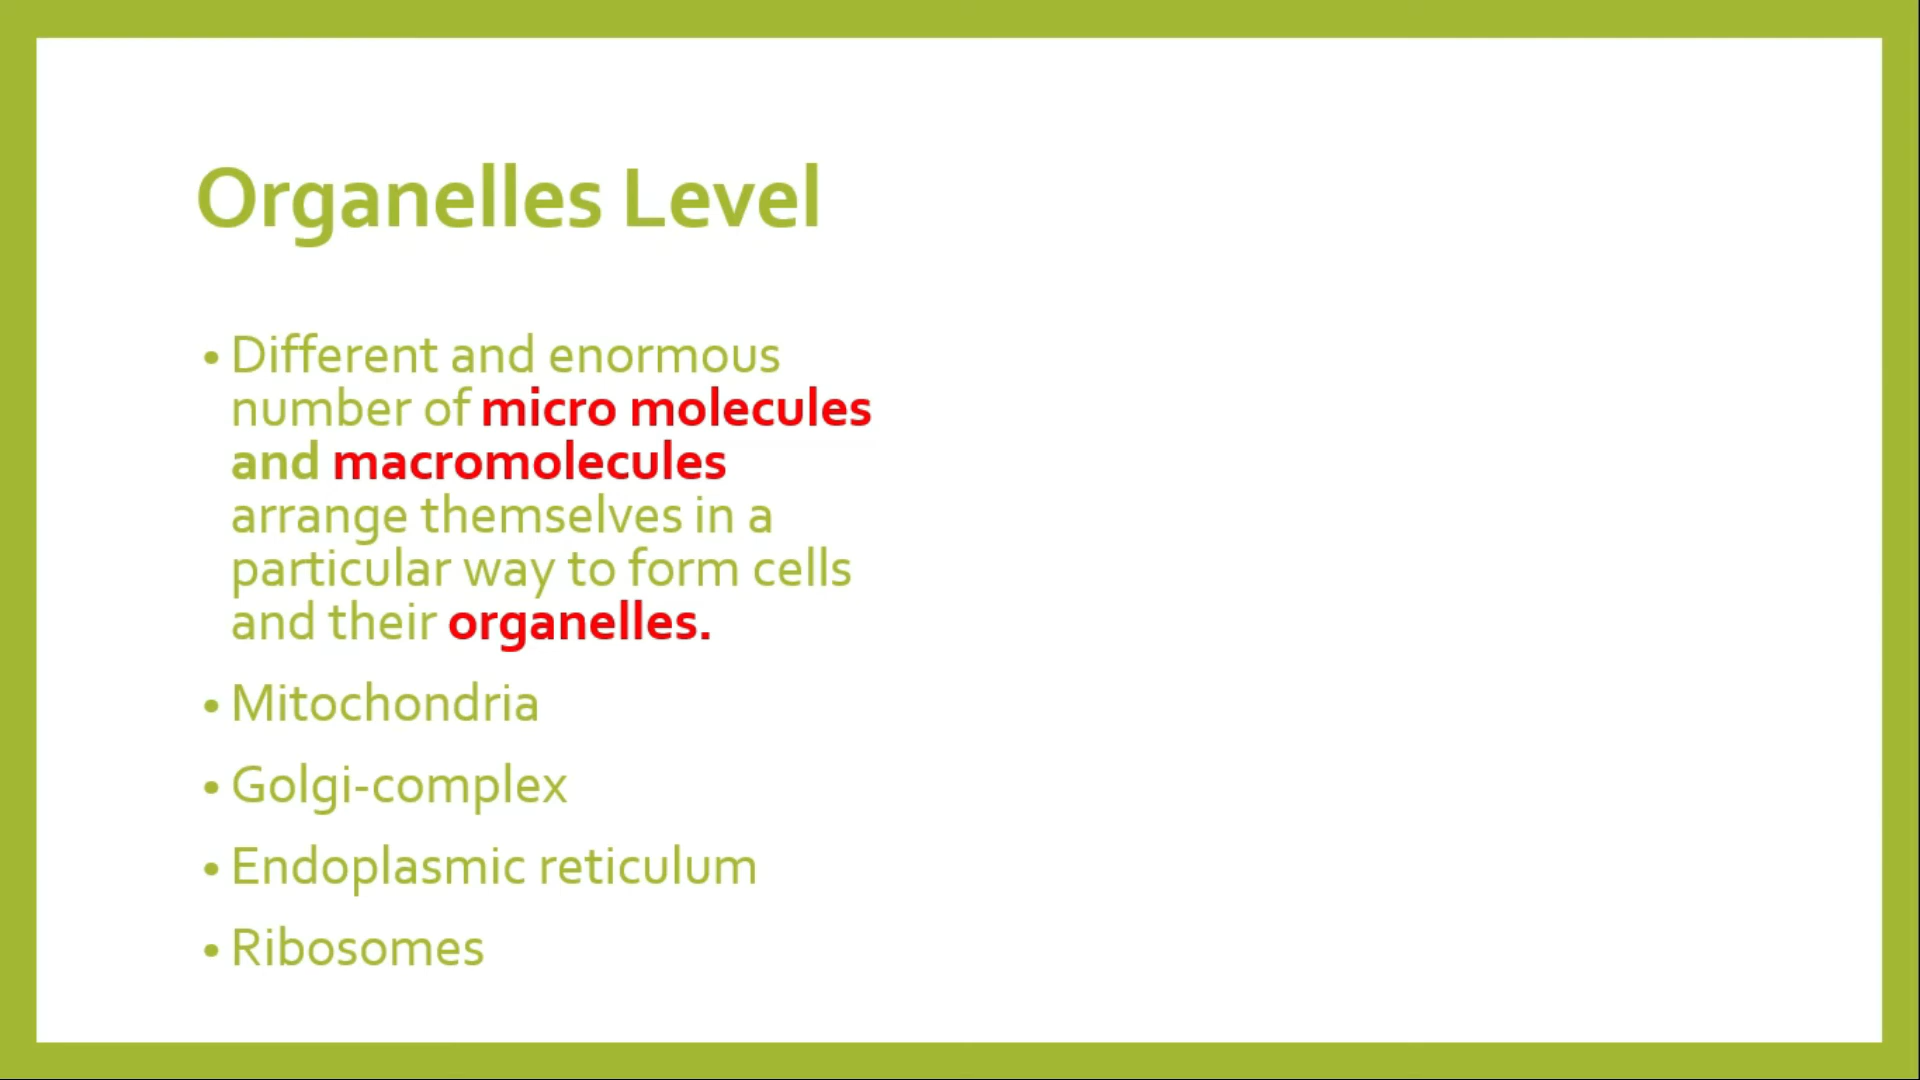 Organelles Level
• Different and enormous
number of micro molecules
and macromolecules
arrange themselves in a
particular way to form cells
and their organelles.
• Mitochondria
• Golgi-complex
• Endoplasmic reticulum
• Ribosomes